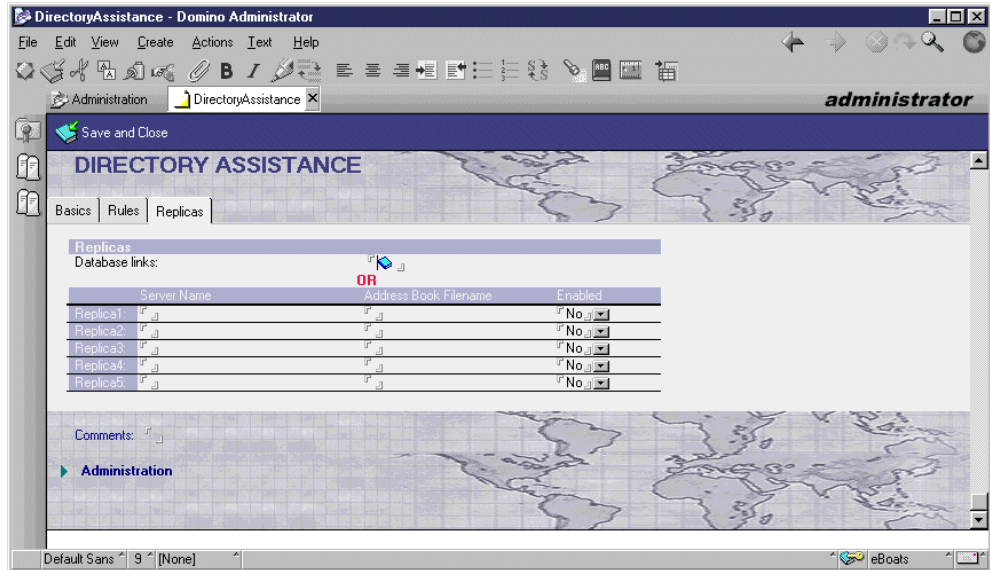 DirectoryAssistance - Domino Administrator
File Edit View Create Actions Text Help
Administration DirectoryAssistance
administrator
Save and Close
DIRECTORY ASSISTANCE
Basics Rules Replicas
Replicas
Database links:
OR
Server Name Address Book Filename Enabled
Replica1: No
Replica2: No
Replica3: No
Replica4: No
Replica5: No
Comments:
Administration
Default Sans 9 [None] eBoats